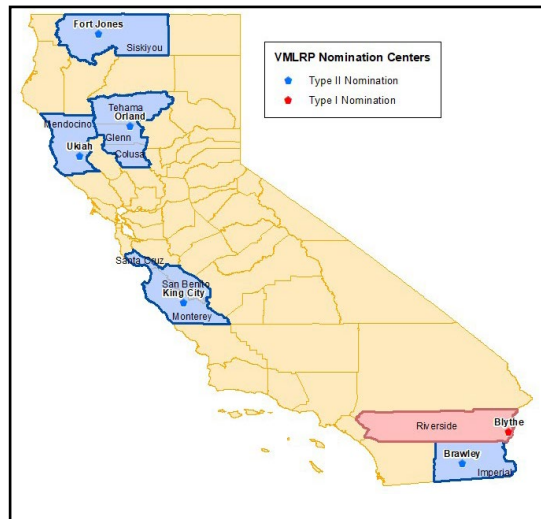 Fort Jones
Siskiyou
VMLRP Nomination Centers
Type II Nomination
Type I Nomination
Tehama
Orland
Mendocino
Glenn
Ukiah
Colusa
Santa Cruz
San Benito
King City
Monterey
Riverside
Blythe
Brawley
Imperial